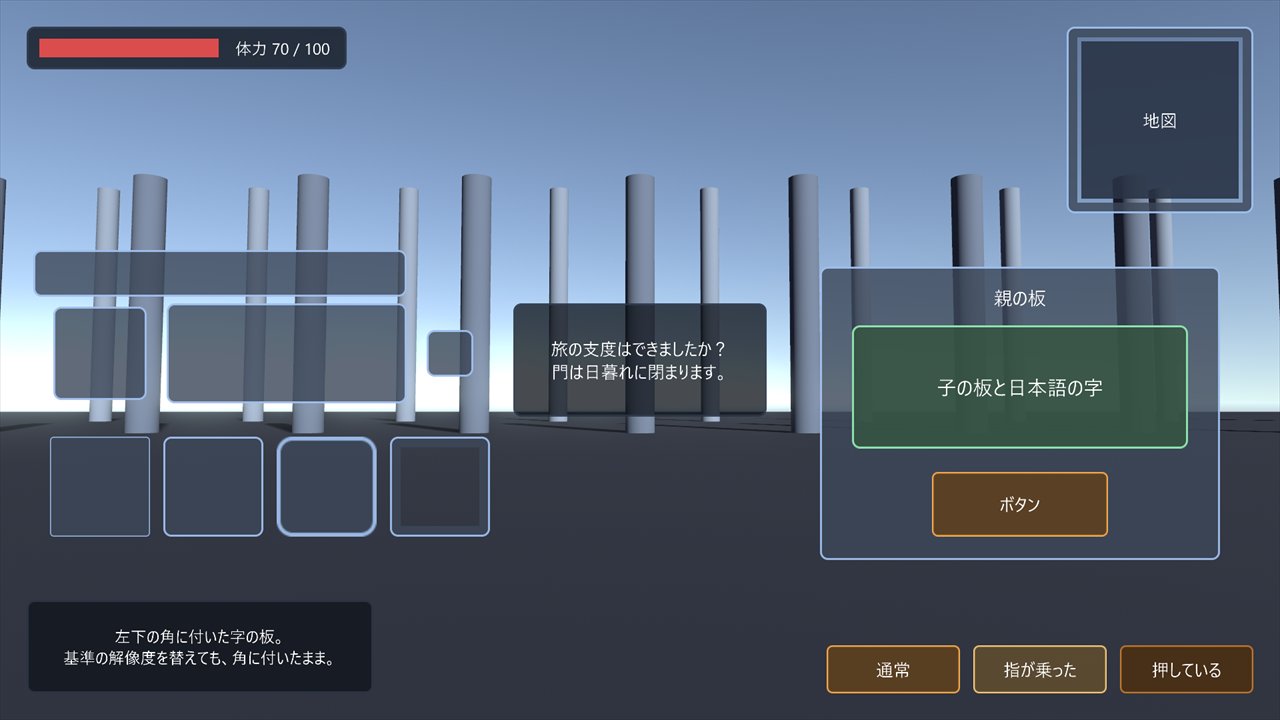 体力 70 / 100
地図
親の板
旅の支度はできましたか？
門は日暮れに閉まります。
子の板と日本語の字
ボタン
左下の角に付いた字の板。
基準の解像度を替えても、角に付いたまま。
通常
指が乗った
押している